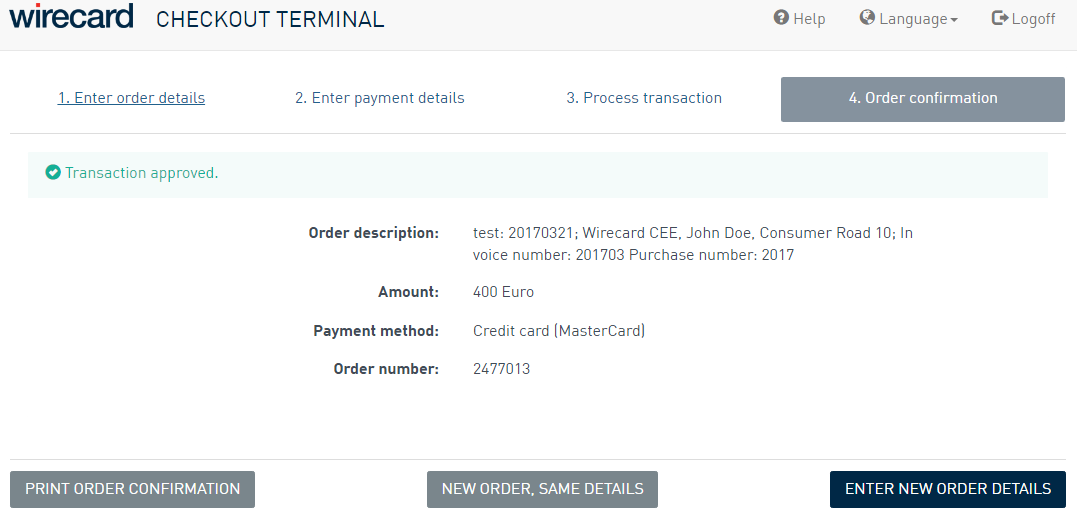 wirecard CHECKOUT TERMINAL Help Language Logoff
1. Enter order details 2. Enter payment details 3. Process transaction 4. Order confirmation
Transaction approved.
Order description: test: 20170321; Wirecard CEE, John Doe, Consumer Road 10; In
voice number: 201703 Purchase number: 2017
Amount: 400 Euro
Payment method: Credit card (MasterCard)
Order number: 2477013
PRINT ORDER CONFIRMATION NEW ORDER, SAME DETAILS ENTER NEW ORDER DETAILS